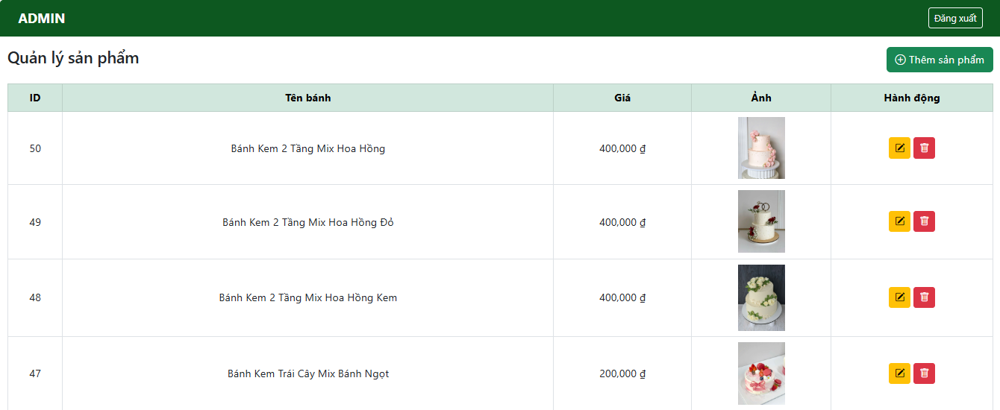 ADMIN Đăng xuất
Quản lý sản phẩm Thêm sản phẩm
ID Tên bánh Giá Ảnh Hành động
50 Bánh Kem 2 Tầng Mix Hoa Hồng 400,000 ₫
49 Bánh Kem 2 Tầng Mix Hoa Hồng Đỏ 400,000 ₫
48 Bánh Kem 2 Tầng Mix Hoa Hồng Kem 400,000 ₫
47 Bánh Kem Trái Cây Mix Bánh Ngọt 200,000 ₫